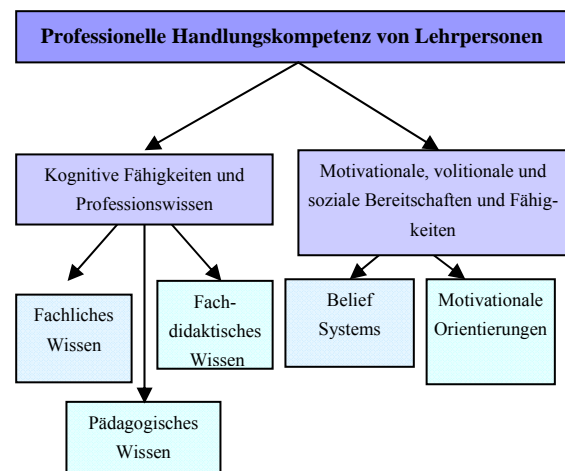 Professionelle Handlungskompetenz von Lehrpersonen
Kognitive Fähigkeiten und
Professionswissen
Motivationale, volitionale und
soziale Bereitschaften und Fähig-
keiten
Fachliches
Wissen
Fach-
didaktisches
Wissen
Belief
Systems
Motivationale
Orientierungen
Pädagogisches
Wissen